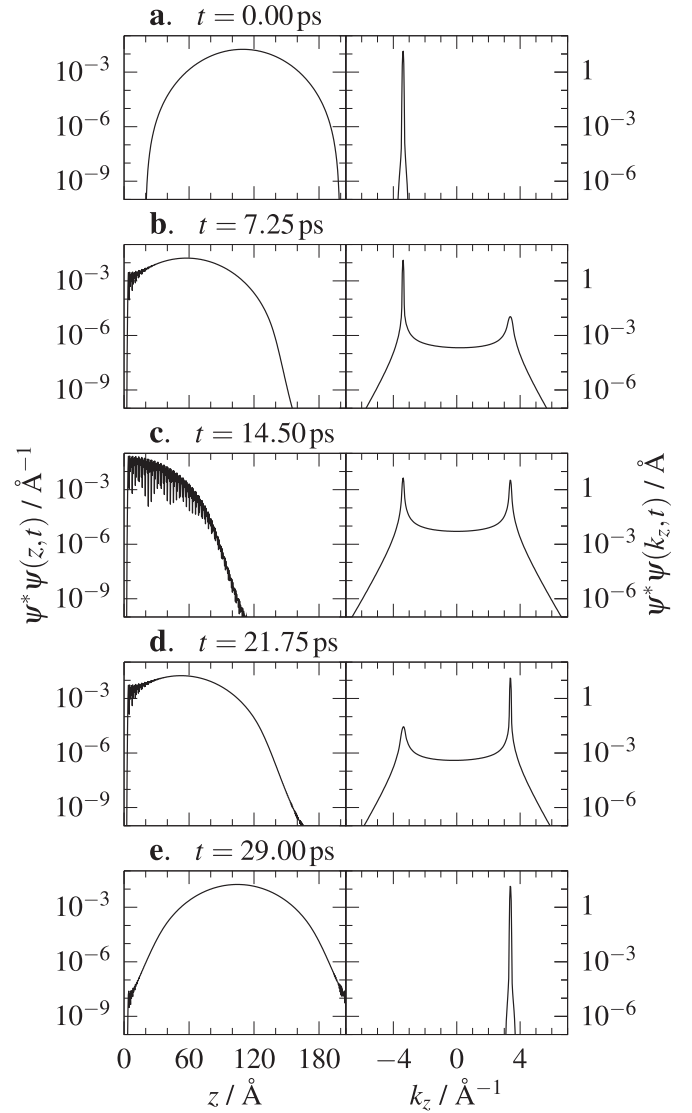 a. t = 0.00 ps
10⁻³ 1
10⁻⁶ 10⁻³
10⁻⁹ 10⁻⁶
b. t = 7.25 ps
10⁻³ 1
10⁻⁶ 10⁻³
10⁻⁹ 10⁻⁶
c. t = 14.50 ps
10⁻³ 1
10⁻⁶ 10⁻³
10⁻⁹ 10⁻⁶
ψ*ψ(z,t) / Å⁻¹
ψ*ψ(k_z,t) / Å
d. t = 21.75 ps
10⁻³ 1
10⁻⁶ 10⁻³
10⁻⁹ 10⁻⁶
e. t = 29.00 ps
10⁻³ 1
10⁻⁶ 10⁻³
10⁻⁹ 10⁻⁶
0 60 120 180 −4 0 4
z / Å k_z / Å⁻¹